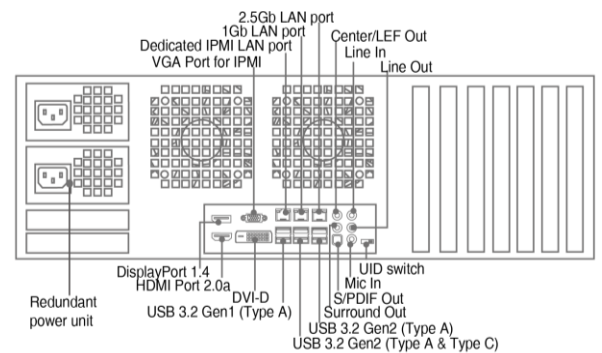 2.5Gb LAN port
1Gb LAN port
Dedicated IPMI LAN port
VGA Port for IPMI
Center/LEF Out
Line In
Line Out
DisplayPort 1.4
HDMI Port 2.0a
DVI-D
USB 3.2 Gen1 (Type A)
UID switch
Mic In
S/PDIF Out
Surround Out
USB 3.2 Gen2 (Type A)
USB 3.2 Gen2 (Type A & Type C)
Redundant
power unit